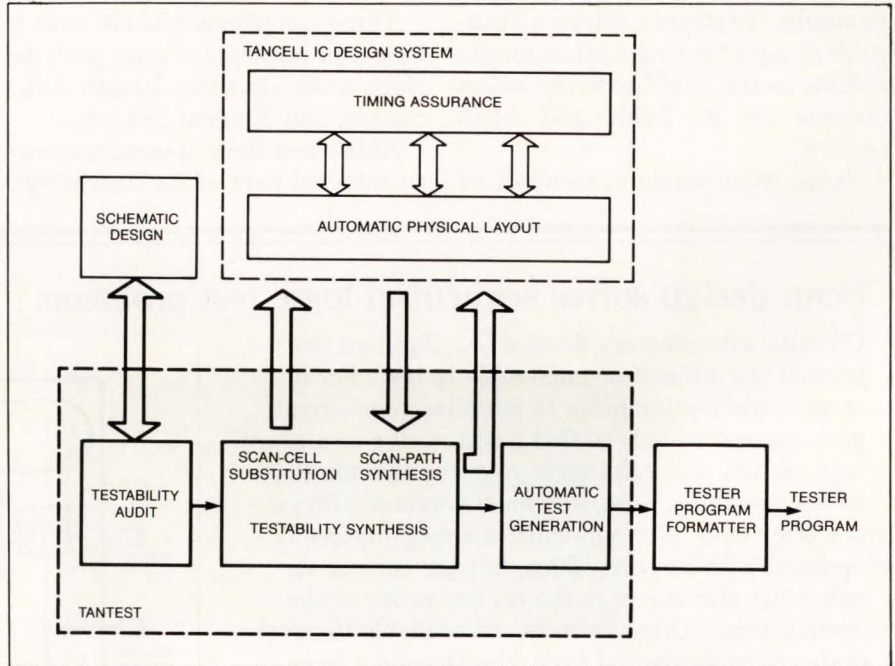 TANCELL IC DESIGN SYSTEM
TIMING ASSURANCE
AUTOMATIC PHYSICAL LAYOUT
SCHEMATIC
DESIGN
TESTABILITY
AUDIT
SCAN-CELL
SUBSTITUTION
SCAN-PATH
SYNTHESIS
TESTABILITY SYNTHESIS
AUTOMATIC
TEST
GENERATION
TESTER
PROGRAM
FORMATTER
TESTER
PROGRAM
TANTEST